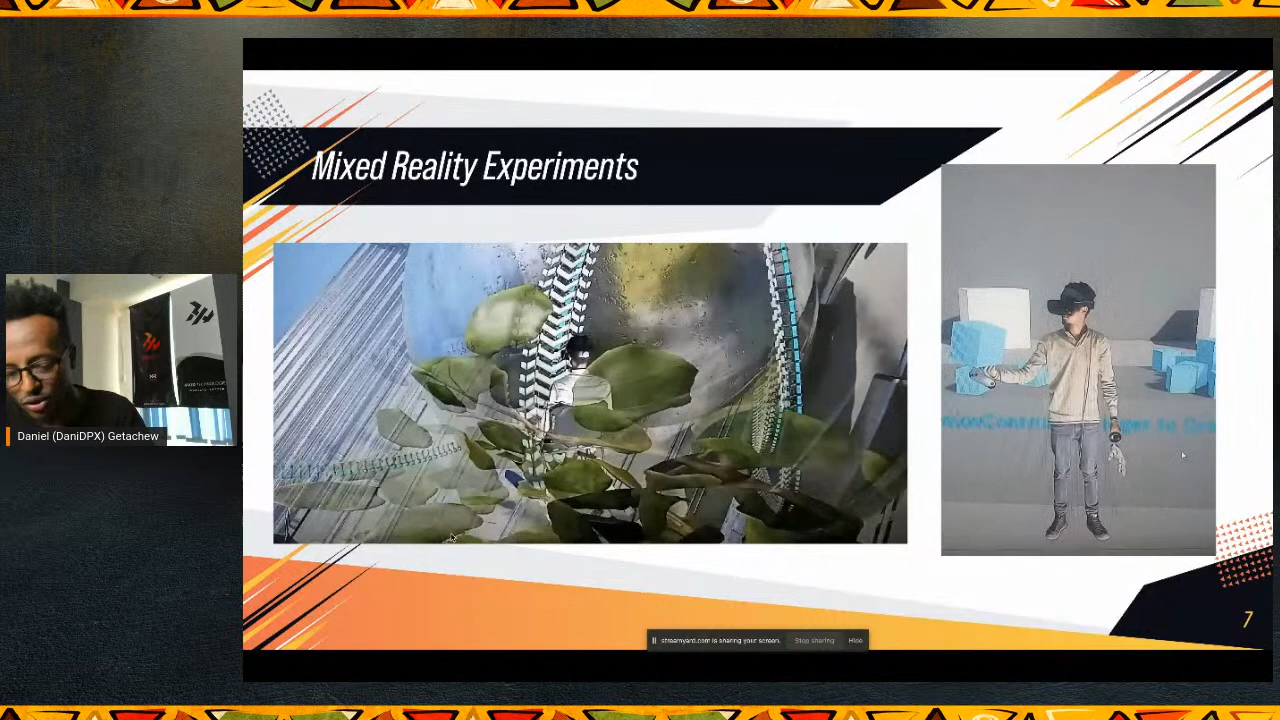 Mixed Reality Experiments
Daniel (DaniDPX) Getachew
7
streamyard.com is sharing your screen.
Stop sharing
Hide